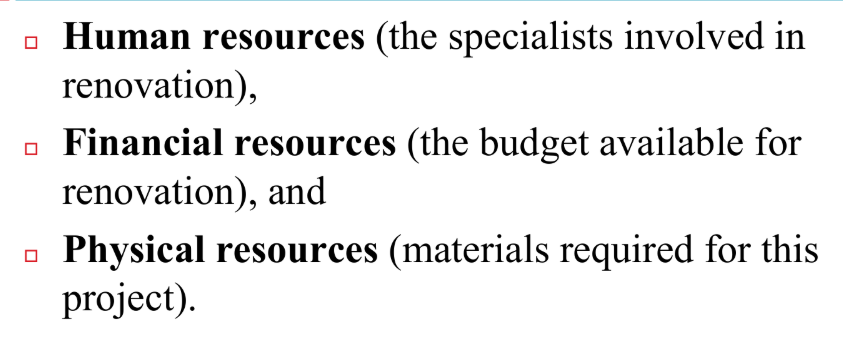 Human resources (the specialists involved in
renovation),
Financial resources (the budget available for
renovation), and
Physical resources (materials required for this
project).